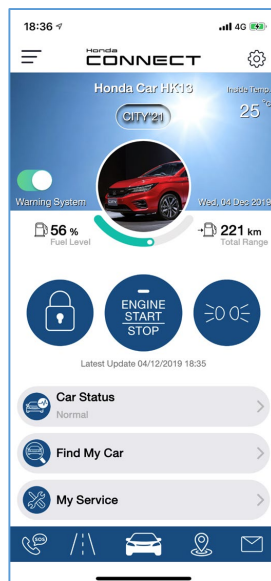 18:36
4G
Honda
CONNECT
Honda Car HK13
Inside Temp.
CITY'21
25 °C
Warning System
Wed, 04 Dec 2019
56 %
Fuel Level
221 km
Total Range
ENGINE
START
STOP
Latest Update 04/12/2019 18:35
Car Status
Normal
Find My Car
My Service
SOS